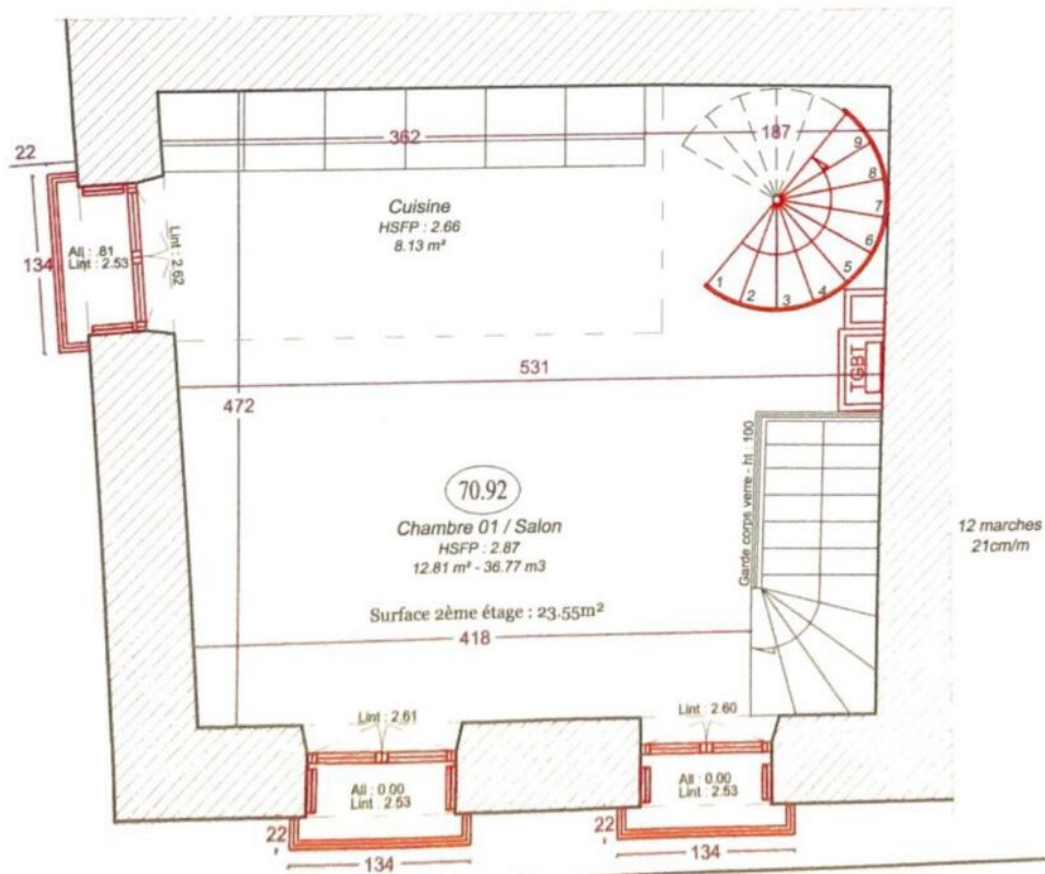 362
187
22
134
All : .81
Lint : 2.53
Lint : 2.62
Cuisine
HSFP : 2.66
8.13 m²
9
8
7
6
5
4
3
2
1
531
472
TGBT
70.92
Chambre 01 / Salon
HSFP : 2.87
12.81 m² - 36.77 m3
Surface 2ème étage : 23.55m²
418
Garde corps verre - ht : 100
12 marches
21cm/m
Lint : 2.61
Lint : 2.60
All : 0.00
Lint : 2.53
All : 0.00
Lint : 2.53
22
134
22
134